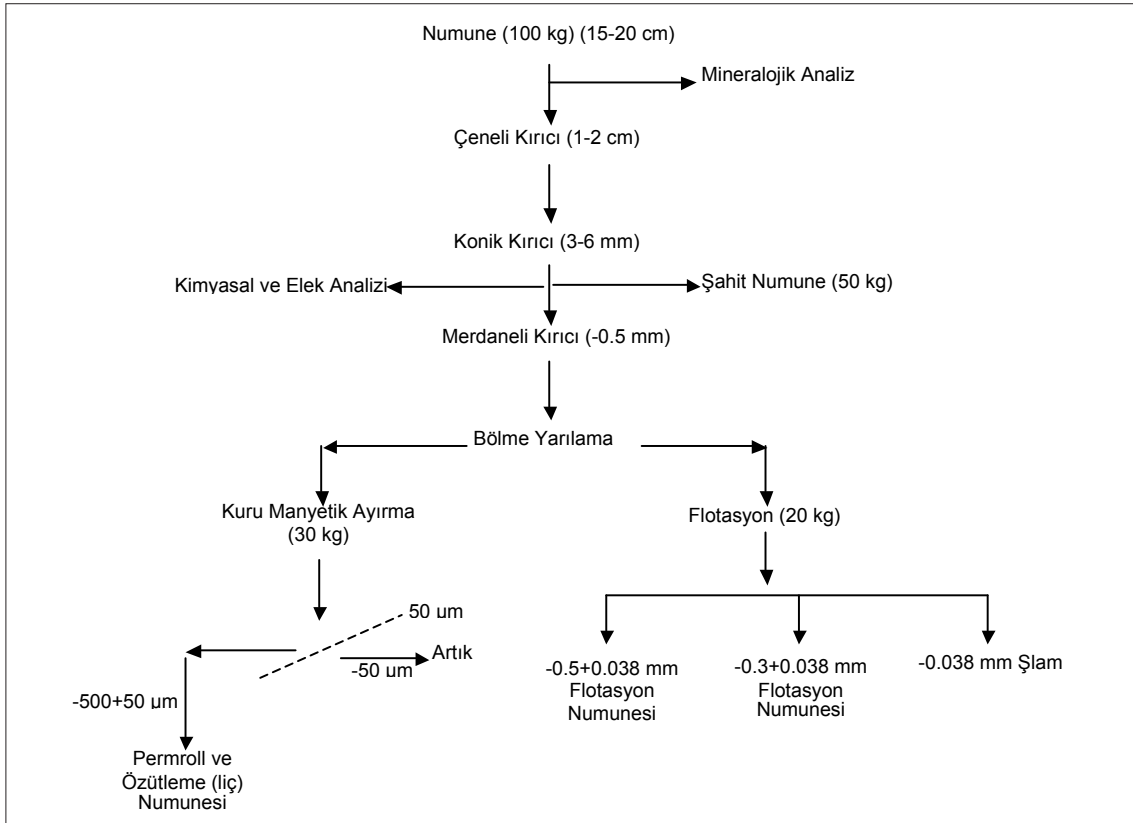 Numune (100 kg) (15-20 cm)
Mineralojik Analiz
Çeneli Kırıcı (1-2 cm)
Konik Kırıcı (3-6 mm)
Kimyasal ve Elek Analizi
Şahit Numune (50 kg)
Merdaneli Kırıcı (-0.5 mm)
Bölme Yarılama
Kuru Manyetik Ayırma
(30 kg)
Flotasyon (20 kg)
50 µm
Artık
-50 µm
-500+50 µm
-0.5+0.038 mm
Flotasyon
Numunesi
-0.3+0.038 mm
Flotasyon
Numunesi
-0.038 mm Şlam
Permroll ve
Özütleme (liç)
Numunesi